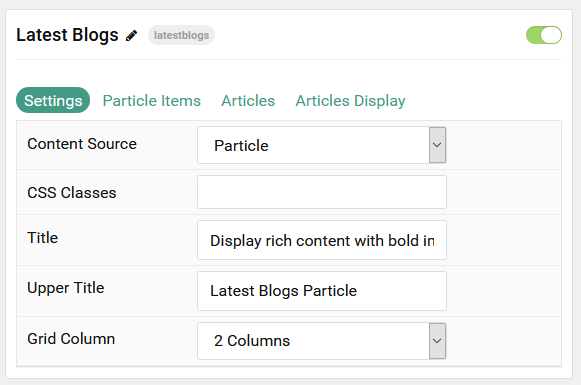 Latest Blogs latestblogs
Settings Particle Items Articles Articles Display
Content Source Particle
CSS Classes
Title Display rich content with bold in
Upper Title Latest Blogs Particle
Grid Column 2 Columns